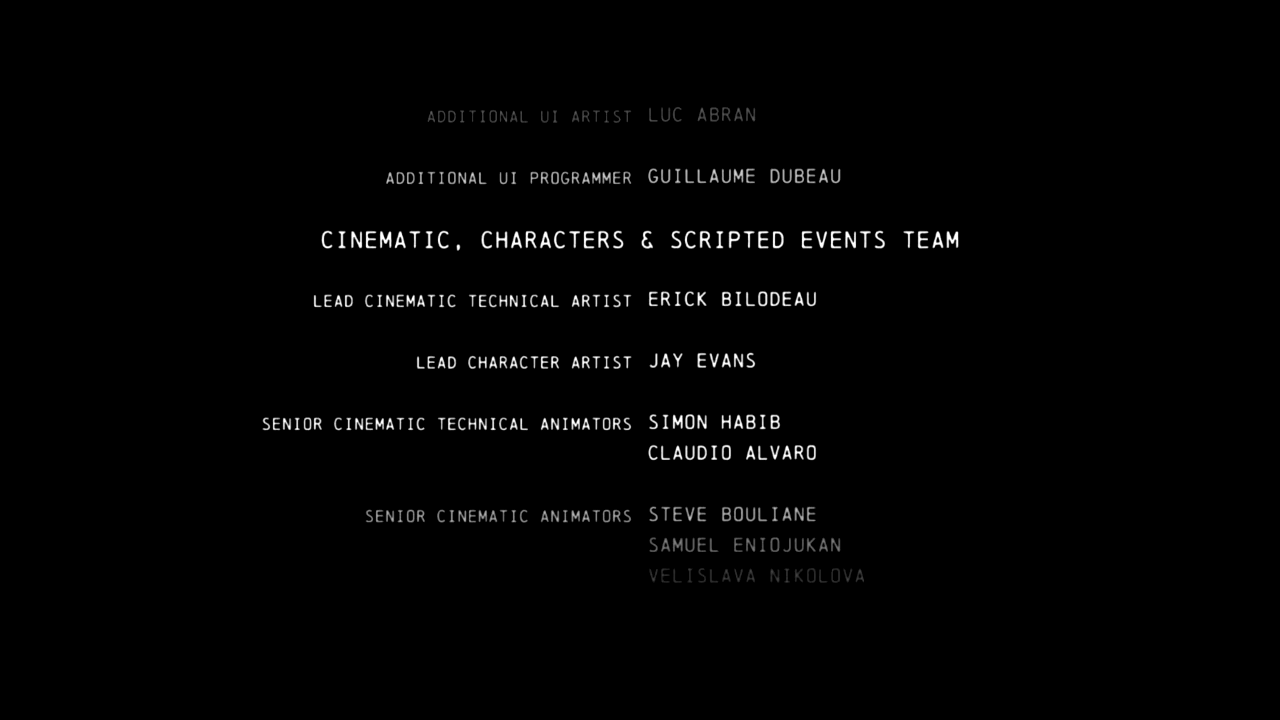 ADDITIONAL UI ARTIST LUC ABRAN
ADDITIONAL UI PROGRAMMER GUILLAUME DUBEAU
CINEMATIC, CHARACTERS & SCRIPTED EVENTS TEAM
LEAD CINEMATIC TECHNICAL ARTIST ERICK BILODEAU
LEAD CHARACTER ARTIST JAY EVANS
SENIOR CINEMATIC TECHNICAL ANIMATORS SIMON HABIB
CLAUDIO ALVARO
SENIOR CINEMATIC ANIMATORS STEVE BOULIANE
SAMUEL ENIOJUKAN
VELISLAVA NIKOLOVA